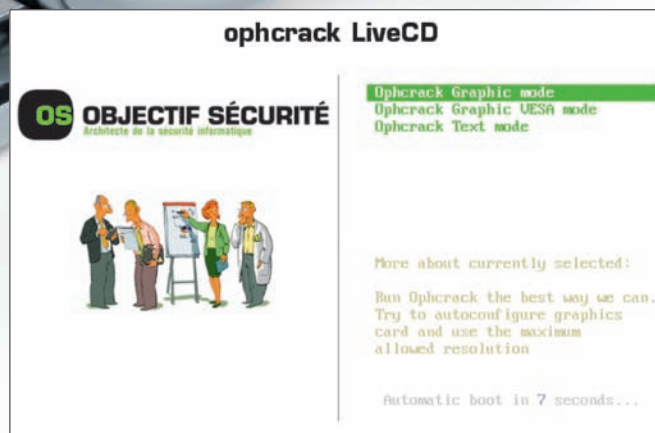 ophcrack LiveCD
OS OBJECTIF SÉCURITÉ
Architecte de la sécurité informatique
Ophcrack Graphic mode
Ophcrack Graphic VESA mode
Ophcrack Text mode
More about currently selected:
Run Ophcrack the best way we can.
Try to autoconfigure graphics
card and use the maximum
allowed resolution
Automatic boot in 7 seconds...